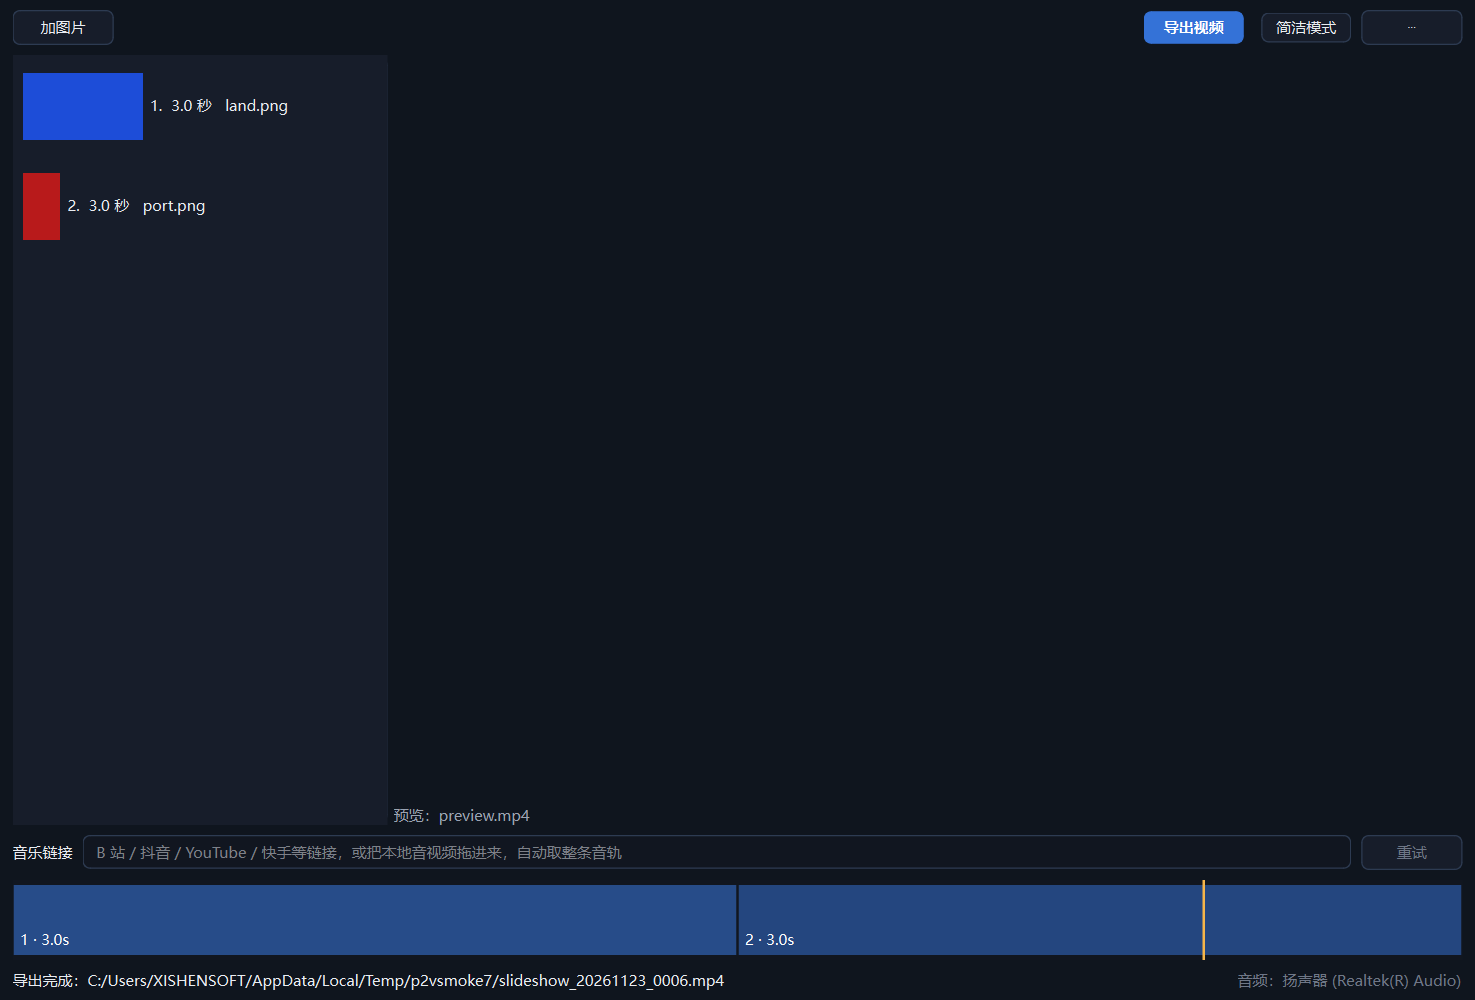 加图片
导出视频
简洁模式
...
1. 3.0 秒 land.png
2. 3.0 秒 port.png
预览：preview.mp4
音乐链接
B 站 / 抖音 / YouTube / 快手等链接，或把本地音视频拖进来，自动取整条音轨
重试
1 · 3.0s
2 · 3.0s
导出完成：C:/Users/XISHENSOFT/AppData/Local/Temp/p2vsmoke7/slideshow_20261123_0006.mp4
音频：扬声器 (Realtek(R) Audio)